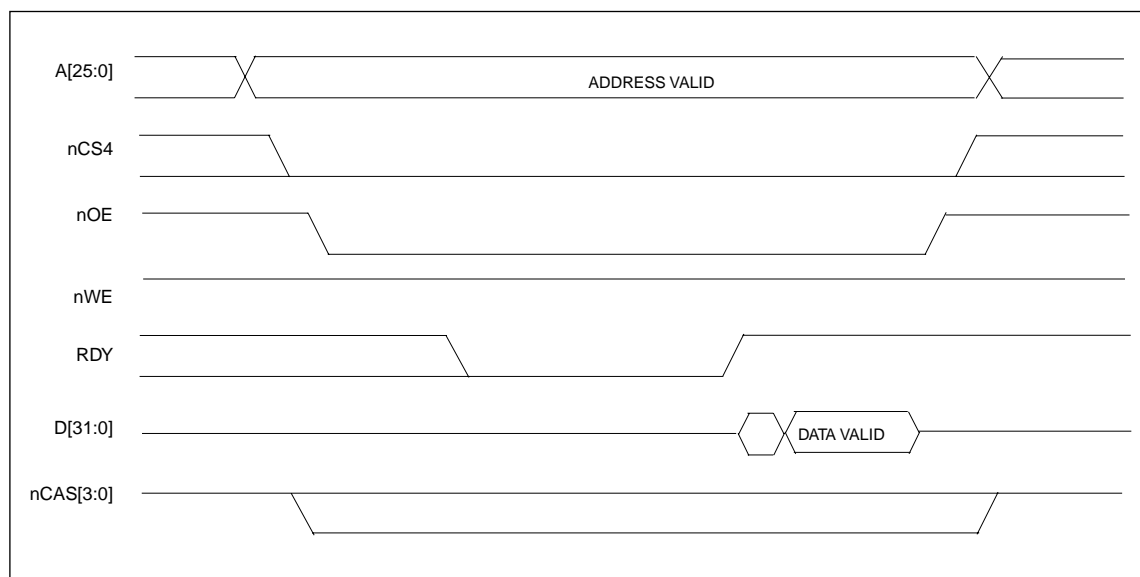 A[25:0]
ADDRESS VALID
nCS4
nOE
nWE
RDY
D[31:0]
DATA VALID
nCAS[3:0]